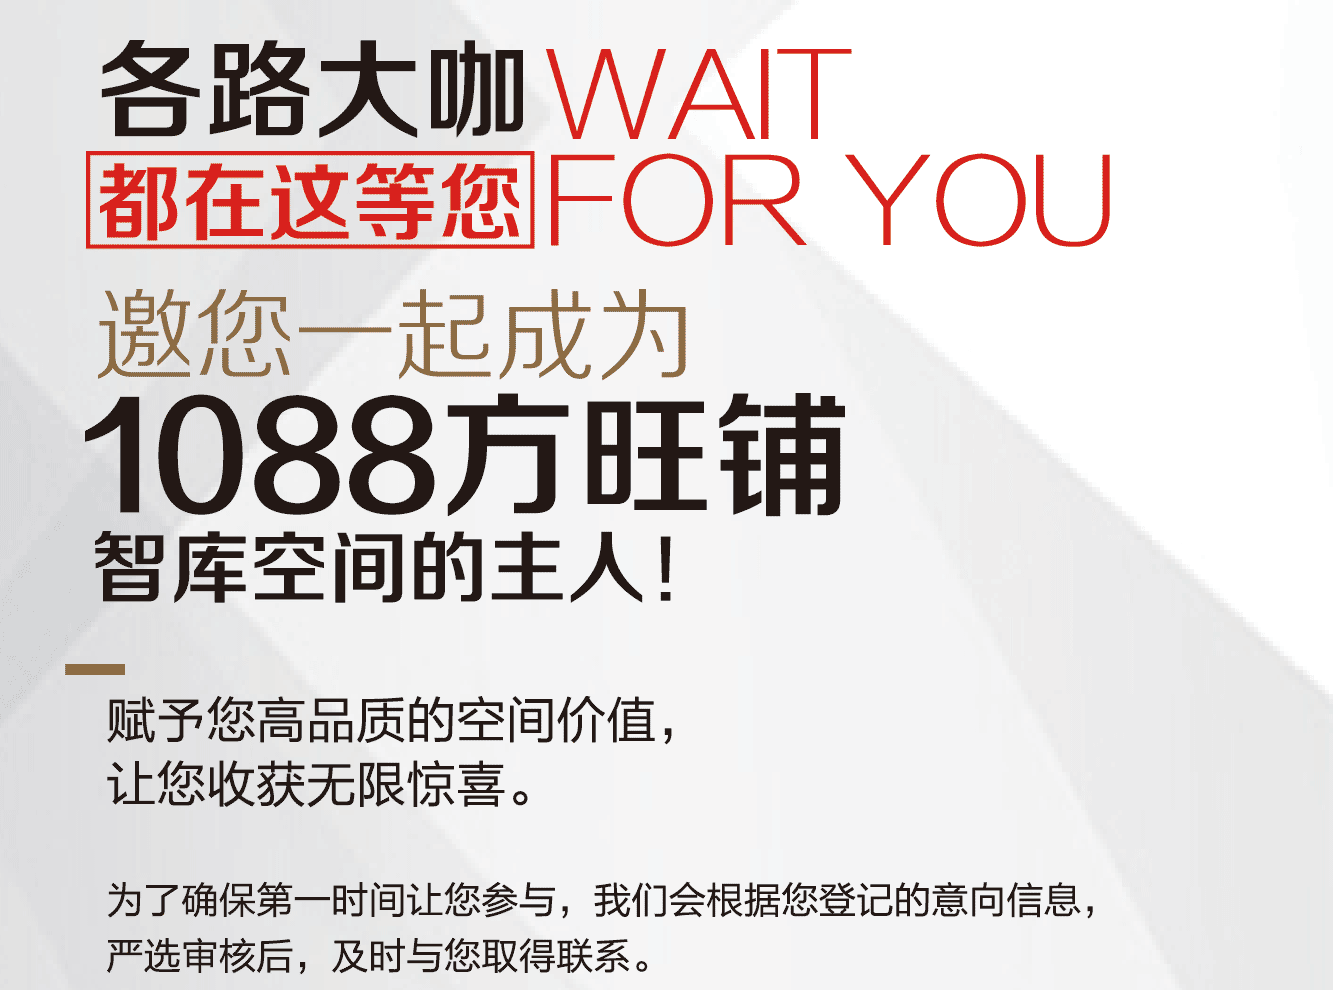 各路大咖 WAIT
都在这等您 FOR YOU
邀您一起成为
1088方旺铺
智库空间的主人!
赋予您高品质的空间价值，
让您收获无限惊喜。
为了确保第一时间让您参与，我们会根据您登记的意向信息，
严选审核后，及时与您取得联系。